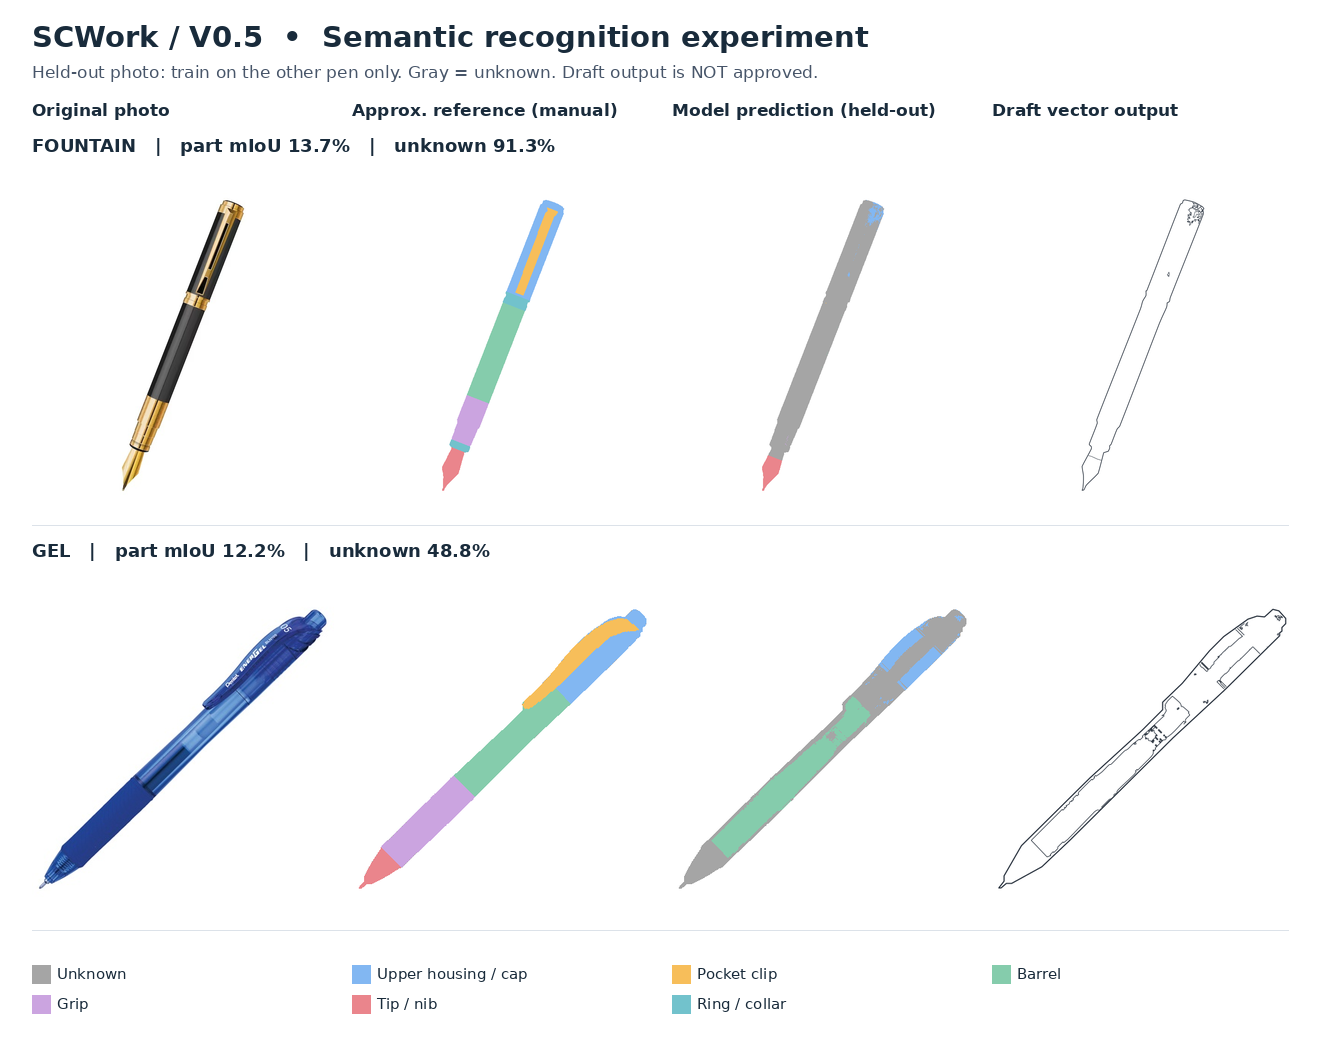 SCWork / V0.5 • Semantic recognition experiment
Held-out photo: train on the other pen only. Gray = unknown. Draft output is NOT approved.
Original photo
Approx. reference (manual)
Model prediction (held-out)
Draft vector output
FOUNTAIN | part mIoU 13.7% | unknown 91.3%
GEL | part mIoU 12.2% | unknown 48.8%
Pentel ENERGEL
05
Unknown
Upper housing / cap
Pocket clip
Barrel
Grip
Tip / nib
Ring / collar